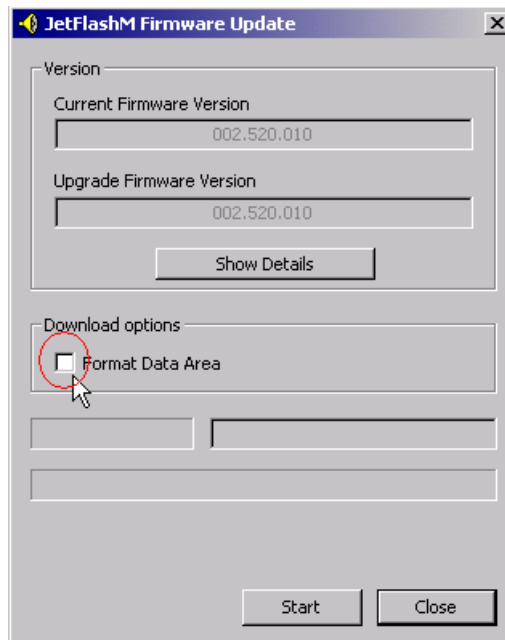 JetFlashM Firmware Update
Version
Current Firmware Version
002.520.010
Upgrade Firmware Version
002.520.010
Show Details
Download options
Format Data Area
Start
Close